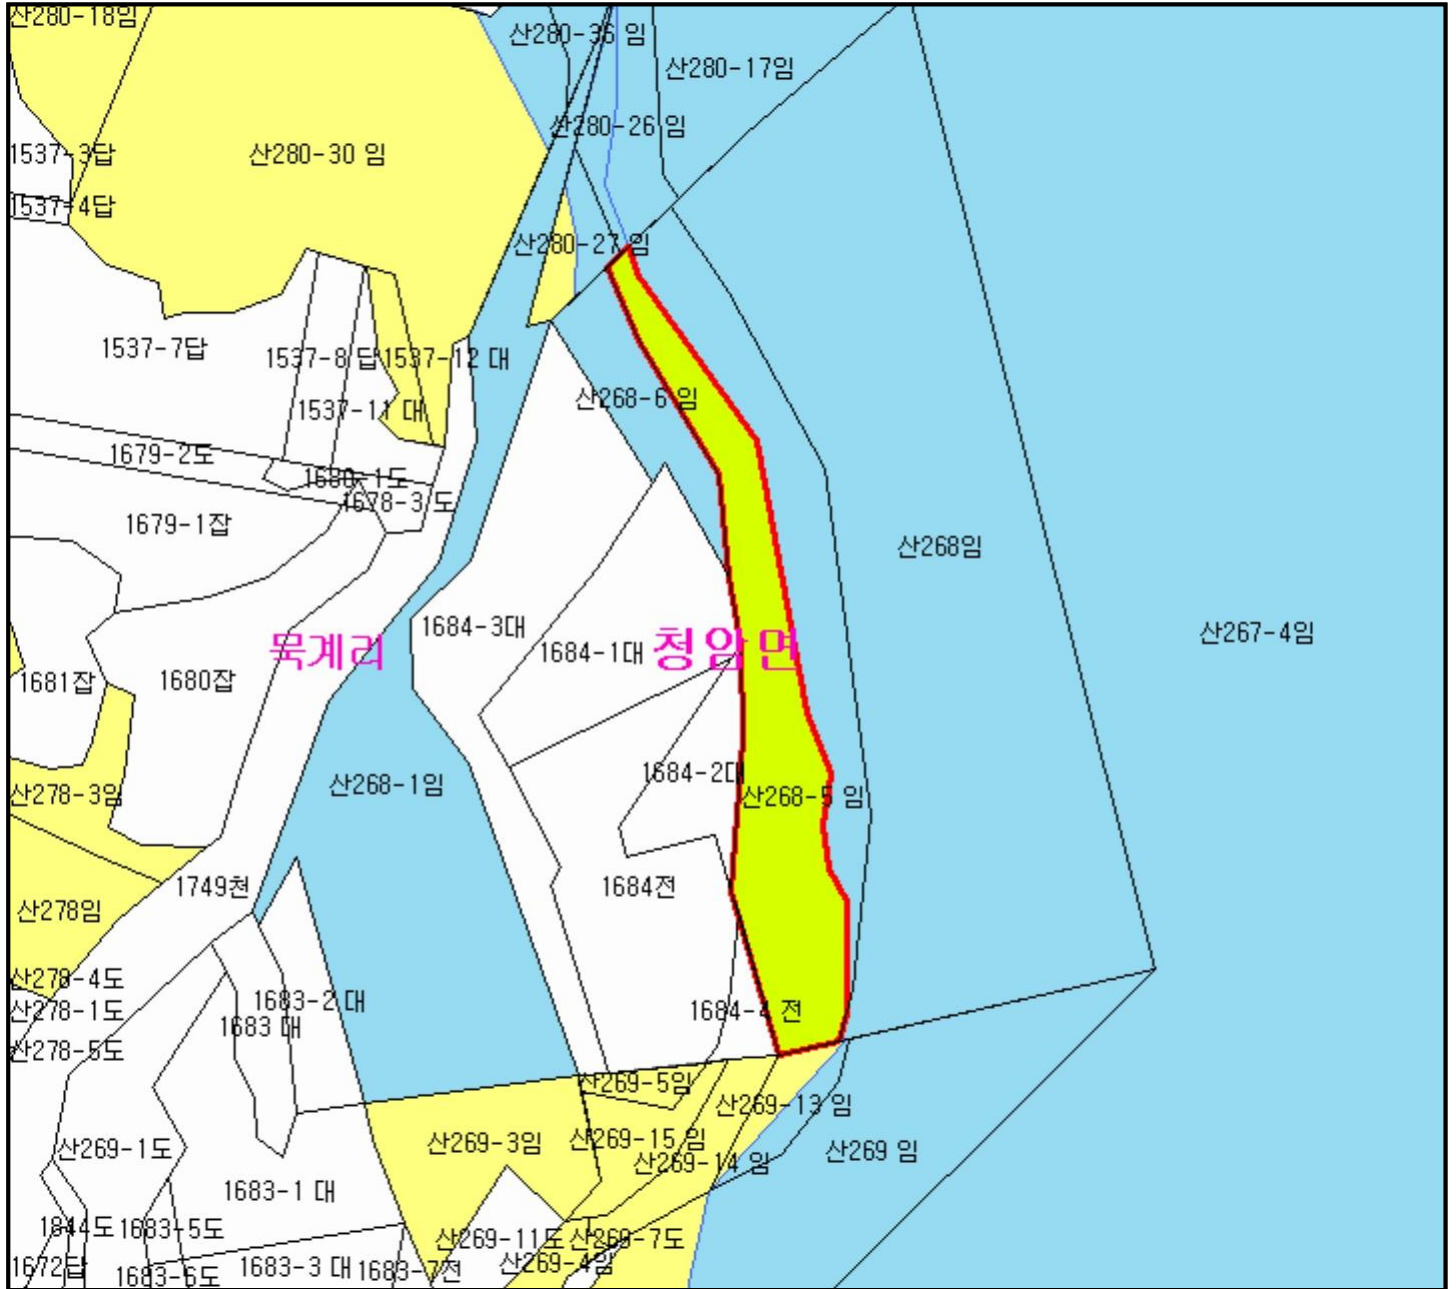 산280-18임
산280-36 임
산280-17임
산280-26 임
1537-3답
산280-30 임
1537-4답
산280-27 임
1537-7답
1537-8 답
1537-12 대
산268-6 임
1537-11 대
1679-2도
1680-1도
1678-3 도
1679-1잡
산268임
1684-3대
산267-4임
묵계리
1684-1대
청암면
1681잡
1680잡
1684-2대
산268-1임
산278-3임
산268-5 임
1749천
1684전
산278임
산278-4도
1683-2 대
산278-1도
1684-4 전
1683 대
산278-5도
산269-5임
산269-13 임
산269-1도
산269-3임
산269-15 임
산269 임
산269-14 임
1683-1 대
1844도
1683-5도
산269-11도
산269-7도
1672답
1683-6도
1683-3 대
1683-7전
산269-4임